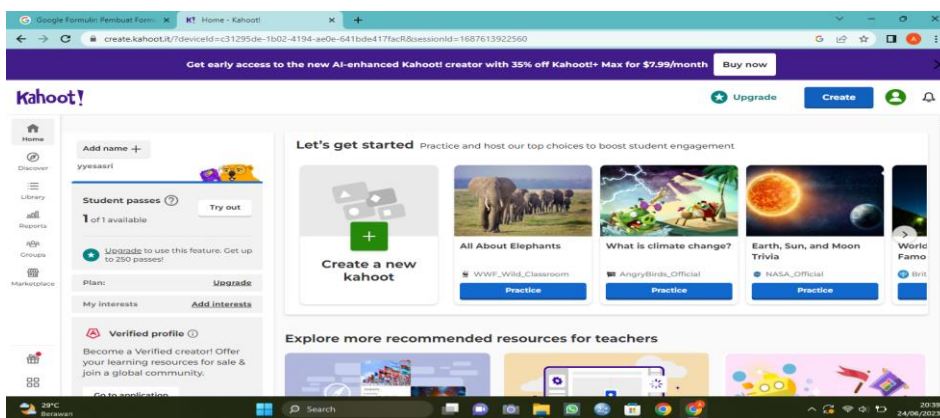 Google Formulir: Pembuat Form
Home - Kahoot!
create.kahoot.it/?deviceId=c31295de-1b02-4194-ae0e-641bde417facR&sessionId=1687613922560
Get early access to the new AI-enhanced Kahoot! creator with 35% off Kahoot!+ Max for $7.99/month
Buy now
Kahoot!
Upgrade
Create
Home
Discover
Library
Reports
Groups
Marketplace
Add name +
yyesasri
Student passes
1 of 1 available
Try out
Upgrade to use this feature. Get up to 250 passes!
Plan:
Upgrade
My interests
Add interests
Verified profile
Become a Verified creator! Offer
your learning resources for sale &
join a global community.
Go to application
Let's get started Practice and host our top choices to boost student engagement
Create a new
kahoot
All About Elephants
WWF_Wild_Classroom
Practice
What is climate change?
AngryBirds_Official
Practice
Earth, Sun, and Moon
Trivia
NASA_Official
Practice
World
Famo
Brit
Explore more recommended resources for teachers
29°C
Berawan
Search
20:39
24/06/2023